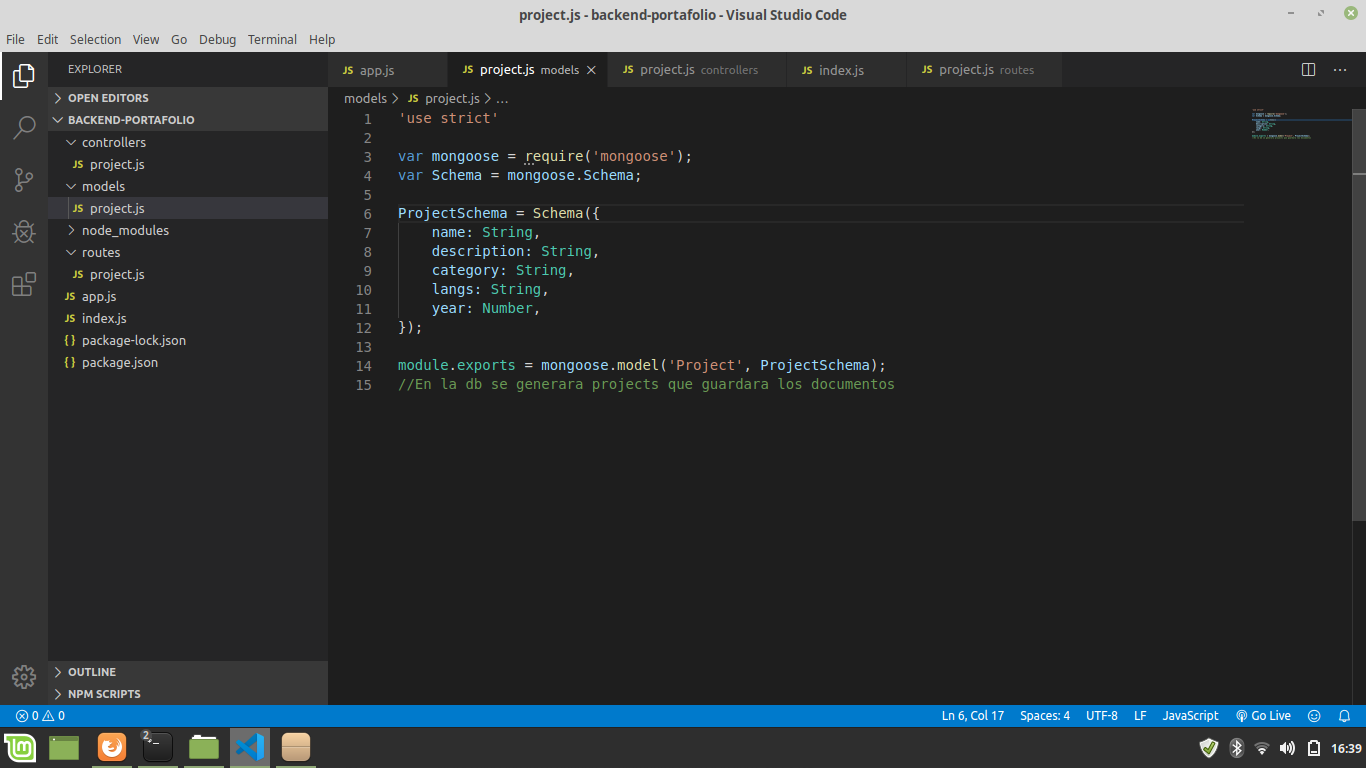 project.js - backend-portafolio - Visual Studio Code
File Edit Selection View Go Debug Terminal Help
EXPLORER
OPEN EDITORS
BACKEND-PORTAFOLIO
controllers
JS project.js
models
JS project.js
node_modules
routes
JS project.js
JS app.js
JS index.js
{} package-lock.json
{} package.json
OUTLINE
NPM SCRIPTS
JS app.js JS project.js models JS project.js controllers JS index.js JS project.js routes
models > JS project.js > ...
1 'use strict'
2
3 var mongoose = require('mongoose');
4 var Schema = mongoose.Schema;
5
6 ProjectSchema = Schema({
7 name: String,
8 description: String,
9 category: String,
10 langs: String,
11 year: Number,
12 });
13
14 module.exports = mongoose.model('Project', ProjectSchema);
15 //En la db se generara projects que guardara los documentos
0 0 Ln 6, Col 17 Spaces: 4 UTF-8 LF JavaScript Go Live
2 16:39